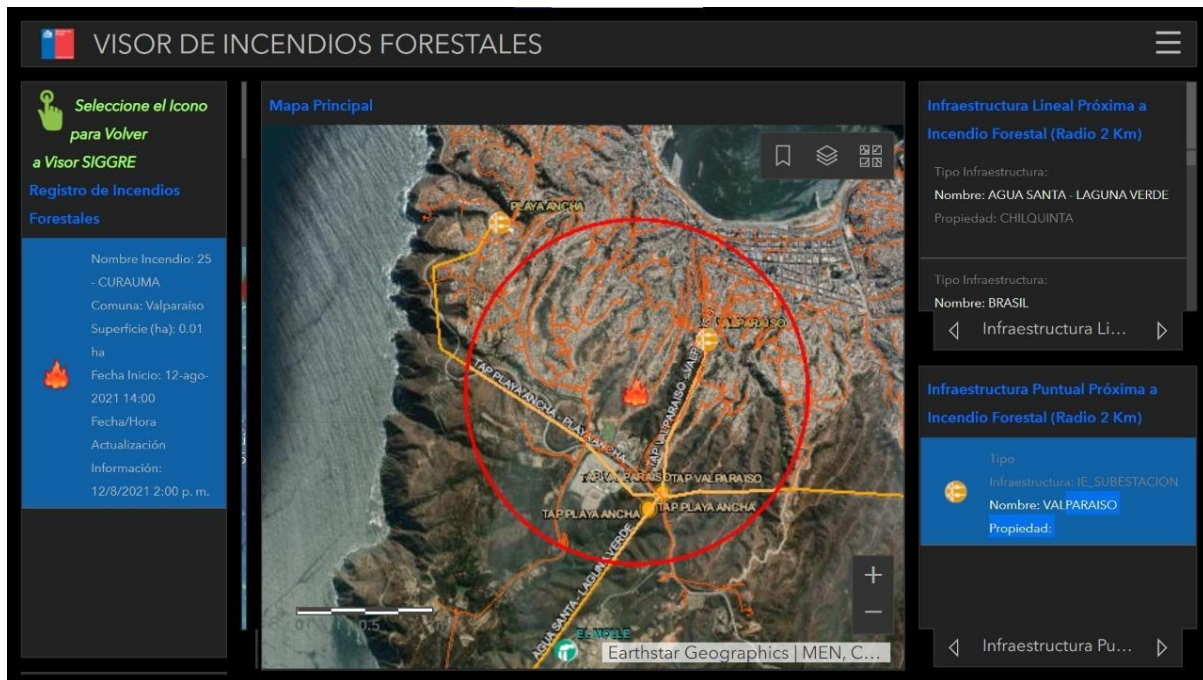 VISOR DE INCENDIOS FORESTALES
Seleccione el Icono
para Volver
a Visor SIGGRE
Registro de Incendios
Forestales
Nombre Incendio: 25
- CURAUMA
Comuna: Valparaíso
Superficie (ha): 0.01
ha
Fecha Inicio: 12-ago-
2021 14:00
Fecha/Hora
Actualización
Información:
12/8/2021 2:00 p. m.
Mapa Principal
PLAYA ANCHA
VALPARAISO
TAP PLAYA ANCHA - PLAYA ANCHA
TAP VALPARAISO - VALPARAISO
TAP VALPARAISO
TAP VALPARAISO
TAP PLAYA ANCHA
TAP PLAYA ANCHA
AGUA SANTA - LAGUNA VERDE
EL MOLLE
0
0.5
Earthstar Geographics | MEN, C...
Infraestructura Lineal Próxima a
Incendio Forestal (Radio 2 Km)
Tipo Infraestructura:
Nombre: AGUA SANTA - LAGUNA VERDE
Propiedad: CHILQUINTA
Tipo Infraestructura:
Nombre: BRASIL
Infraestructura Li...
Infraestructura Puntual Próxima a
Incendio Forestal (Radio 2 Km)
Tipo
Infraestructura: IE_SUBESTACION
Nombre: VALPARAISO
Propiedad:
Infraestructura Pu...